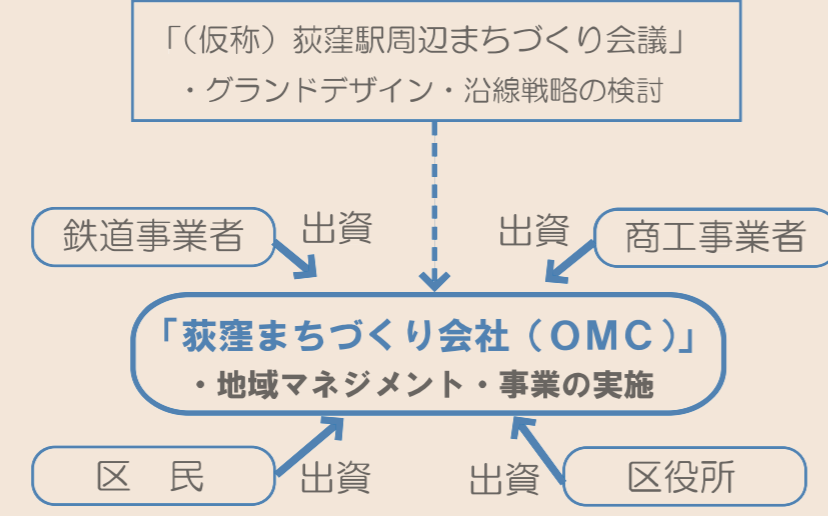 「(仮称）荻窪駅周辺まちづくり会議」
・グランドデザイン・沿線戦略の検討
鉄道事業者
出資
出資
商工事業者
「荻窪まちづくり会社（ＯＭＣ）」
・地域マネジメント・事業の実施
区　民
出資
出資
区役所